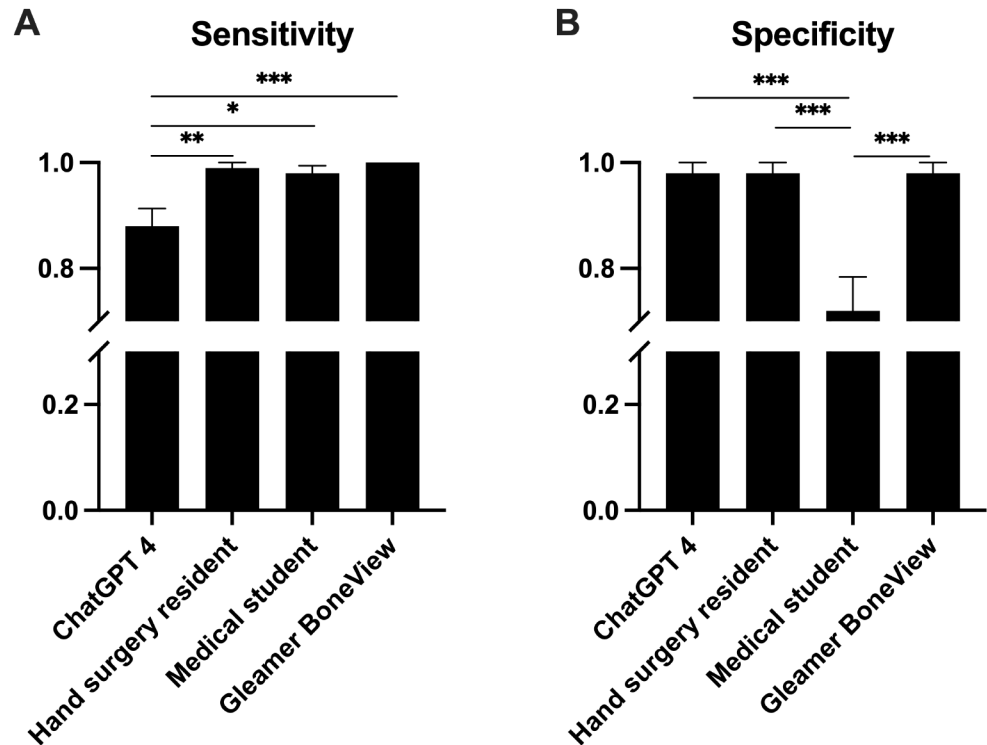 A
Sensitivity
***
*
**
1.0
0.8
0.2
0.0
ChatGPT 4
Hand surgery resident
Medical student
Gleamer BoneView
B
Specificity
***
***
***
1.0
0.8
0.2
0.0
ChatGPT 4
Hand surgery resident
Medical student
Gleamer BoneView